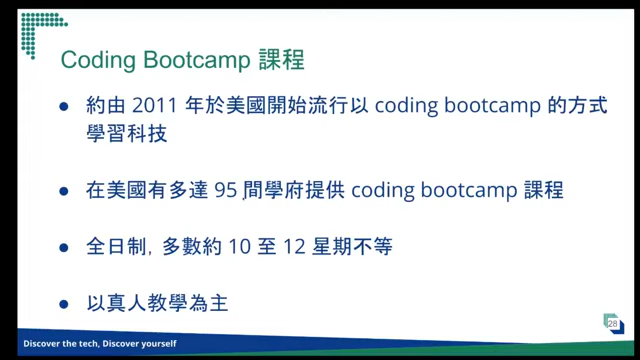 Coding Bootcamp 課程
● 約由 2011 年於美國開始流行以 coding bootcamp 的方式
學習科技
● 在美國有多達 95 間學府提供 coding bootcamp 課程
● 全日制，多數約 10 至 12 星期不等
● 以真人教學為主
28
Discover the tech, Discover yourself